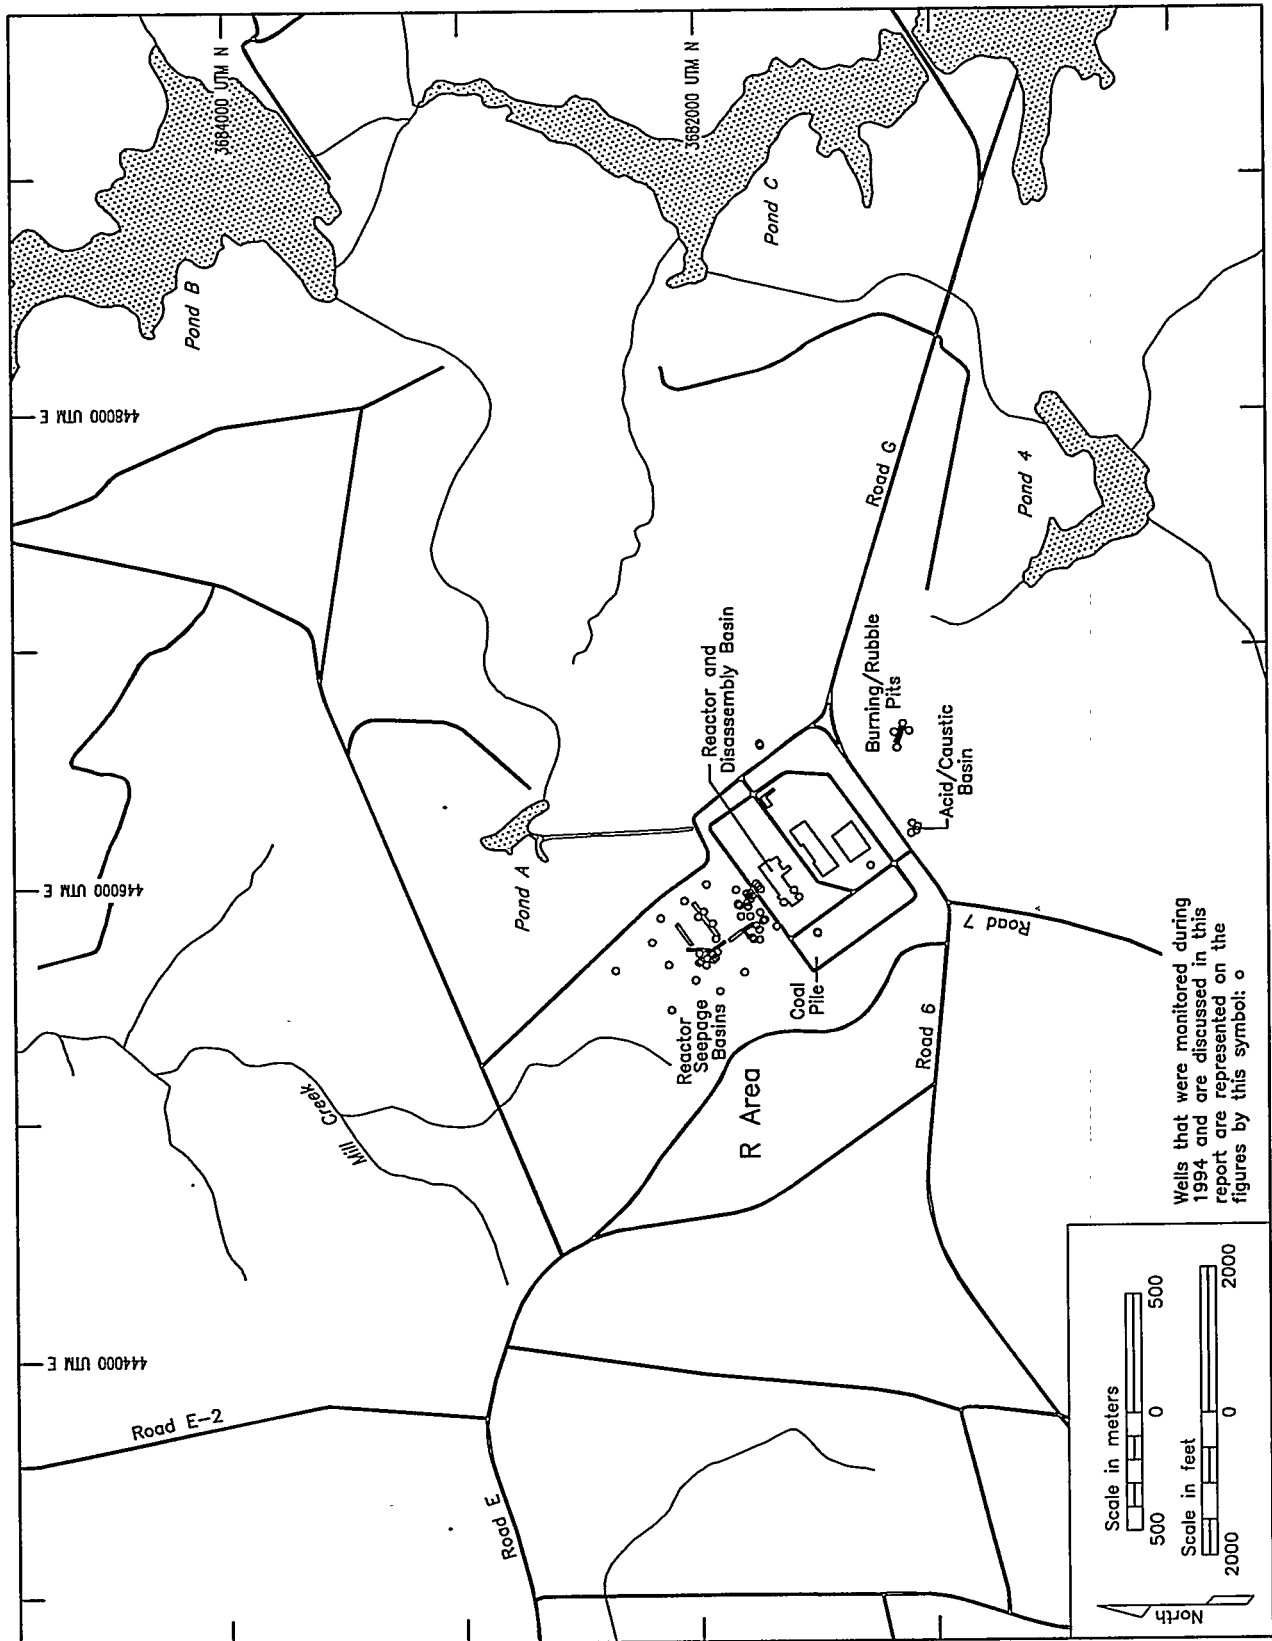 3684000 UTM N
3682000 UTM N
448000 UTM E
446000 UTM E
444000 UTM E
Pond B
Pond C
Pond 4
Pond A
Road G
Reactor and
Disassembly Basin
Burning/Rubble
Pits
Acid/Caustic
Basin
Road 7
Reactor
Seepage
Basins
Coal
Pile
Road 6
R Area
Mill Creek
Road E-2
Road E
Wells that were monitored during
1994 and are discussed in this
report are represented on the
figures by this symbol: o
Scale in meters
500 0 500
Scale in feet
2000 0 2000
North